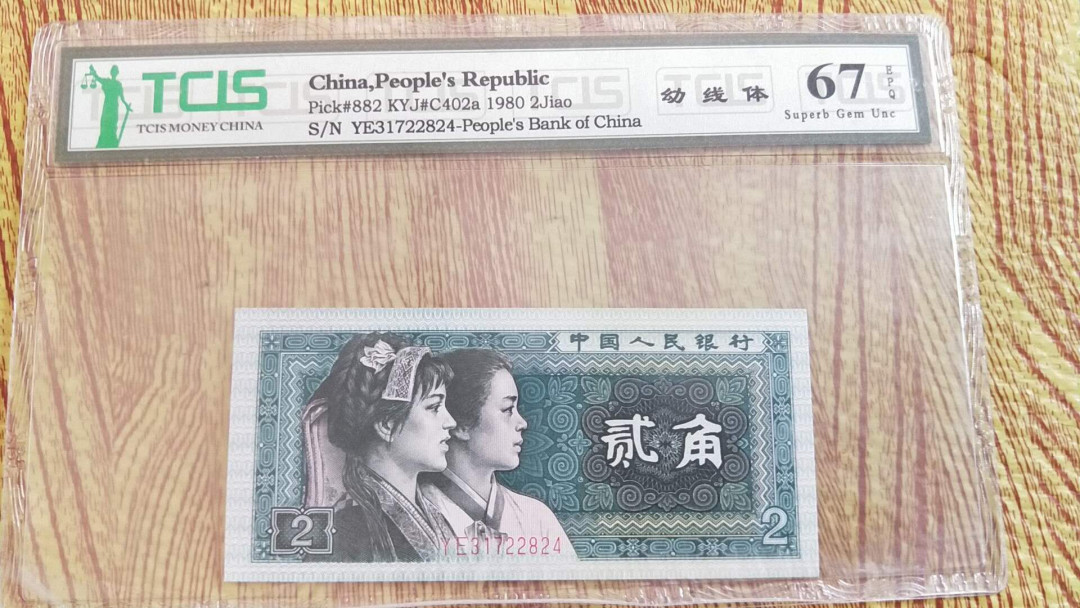 TCIS
TCIS MONEY CHINA
China,People's Republic
Pick#882 KYJ#C402a 1980 2Jiao
S/N YE31722824-People's Bank of China
幼线体
67
EPQ
Superb Gem Unc
中国人民银行
贰角
2
YE31722824
2